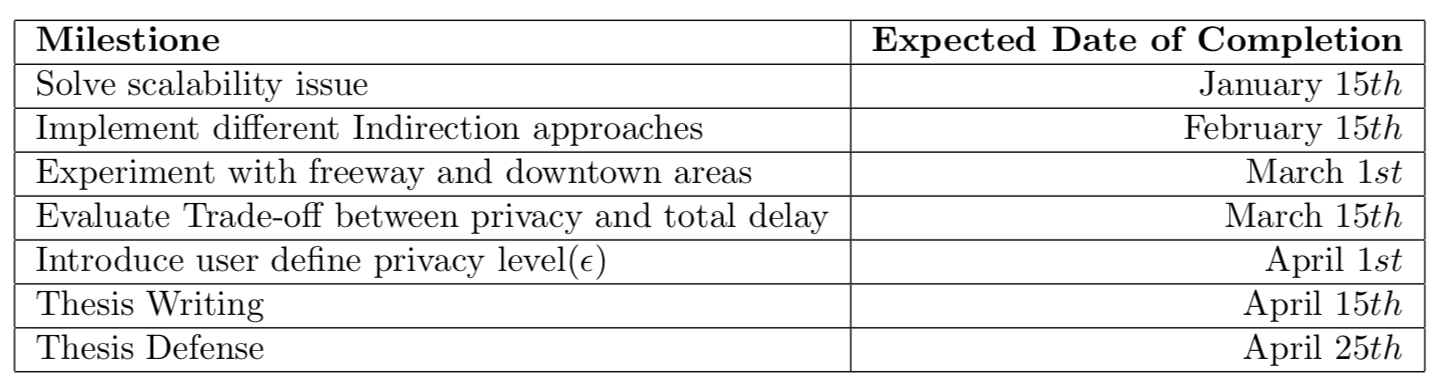 Milestione Expected Date of Completion
Solve scalability issue January 15th
Implement different Indirection approaches February 15th
Experiment with freeway and downtown areas March 1st
Evaluate Trade-off between privacy and total delay March 15th
Introduce user define privacy level(ϵ) April 1st
Thesis Writing April 15th
Thesis Defense April 25th